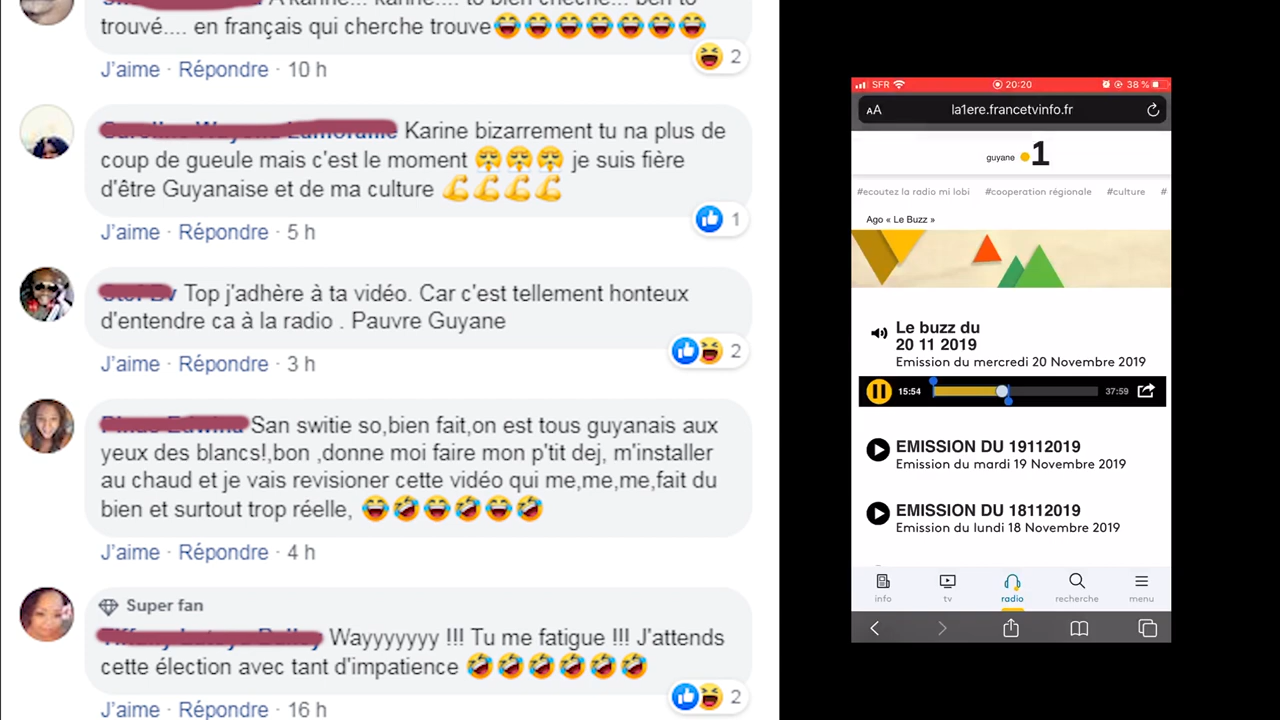 trouvé.... en français qui cherche trouve😂😂😂😂😂😂😂
2
J'aime · Répondre · 10 h
Karine bizarrement tu na plus de
coup de gueule mais c'est le moment 😤😤😤 je suis fière
d'être Guyanaise et de ma culture 💪💪💪💪
1
J'aime · Répondre · 5 h
Top j'adhère à ta vidéo. Car c'est tellement honteux
d'entendre ca à la radio . Pauvre Guyane
2
J'aime · Répondre · 3 h
San switie so,bien fait,on est tous guyanais aux
yeux des blancs!,bon ,donne moi faire mon p'tit dej, m'installer
au chaud et je vais revisioner cette vidéo qui me,me,me,fait du
bien et surtout trop réelle, 😂🤣😂🤣😂🤣
J'aime · Répondre · 4 h
Super fan
Wayyyyyyy !!! Tu me fatigue !!! J'attends
cette élection avec tant d'impatience 🤣🤣🤣🤣🤣🤣
2
J'aime · Répondre · 16 h
SFR 20:20 38 %
AA la1ere.francetvinfo.fr
guyane 1
#ecoutez la radio mi lobi #cooperation régionale #culture #
Ago « Le Buzz »
Le buzz du
20 11 2019
Emission du mercredi 20 Novembre 2019
15:54 37:59
EMISSION DU 19112019
Emission du mardi 19 Novembre 2019
EMISSION DU 18112019
Emission du lundi 18 Novembre 2019
info tv radio recherche menu